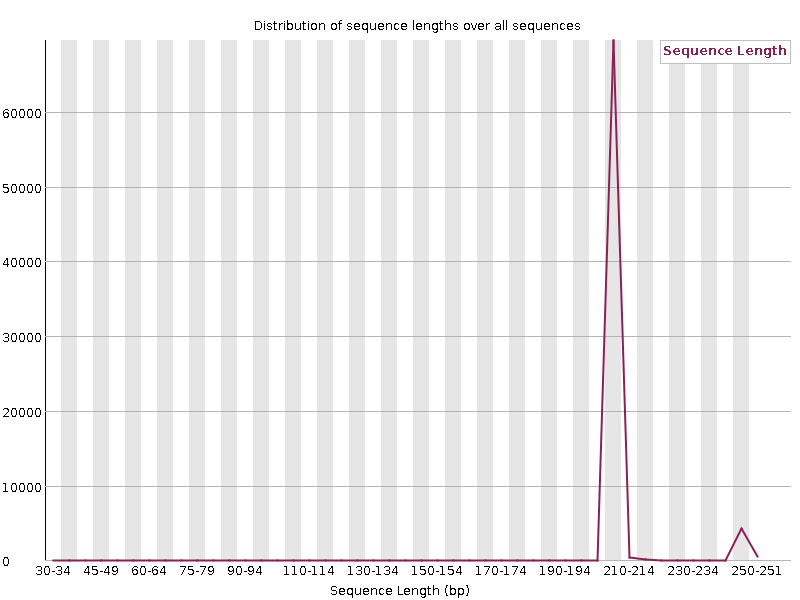 Distribution of sequence lengths over all sequences
Sequence Length
60000
50000
40000
30000
20000
10000
0
30-34 45-49 60-64 75-79 90-94 110-114 130-134 150-154 170-174 190-194 210-214 230-234 250-251
Sequence Length (bp)